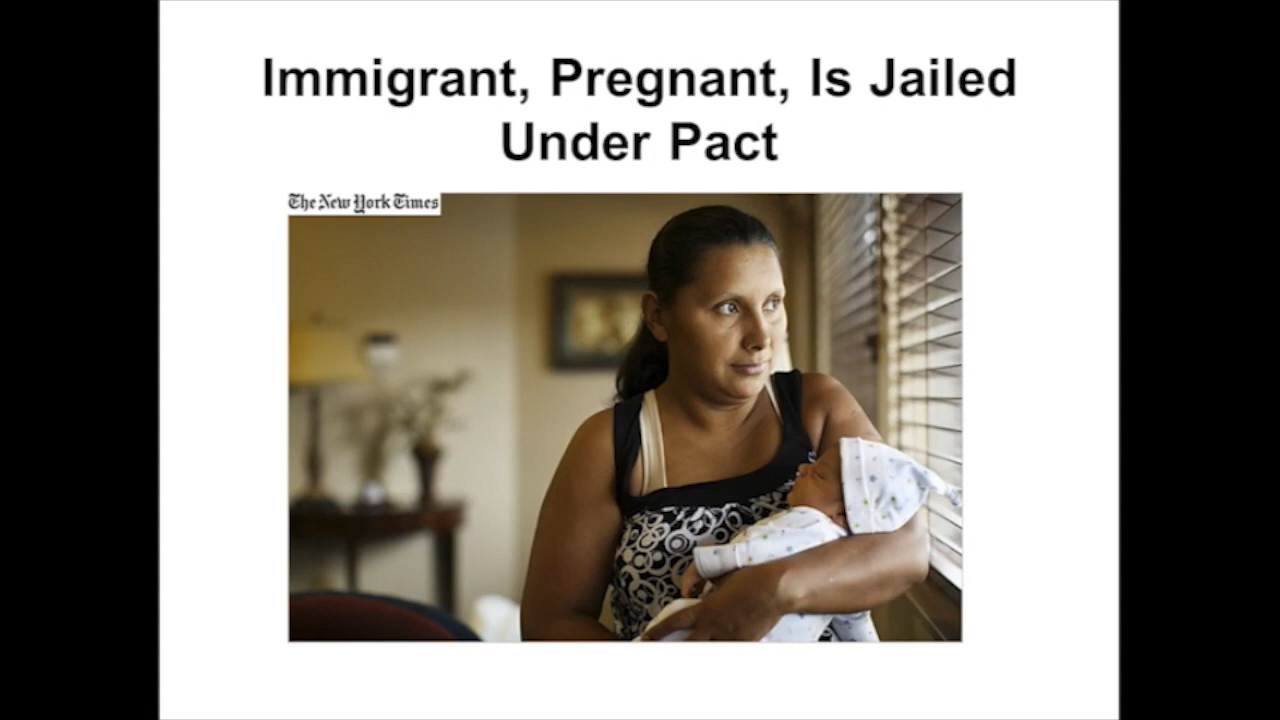 Immigrant, Pregnant, Is Jailed
Under Pact
The New York Times